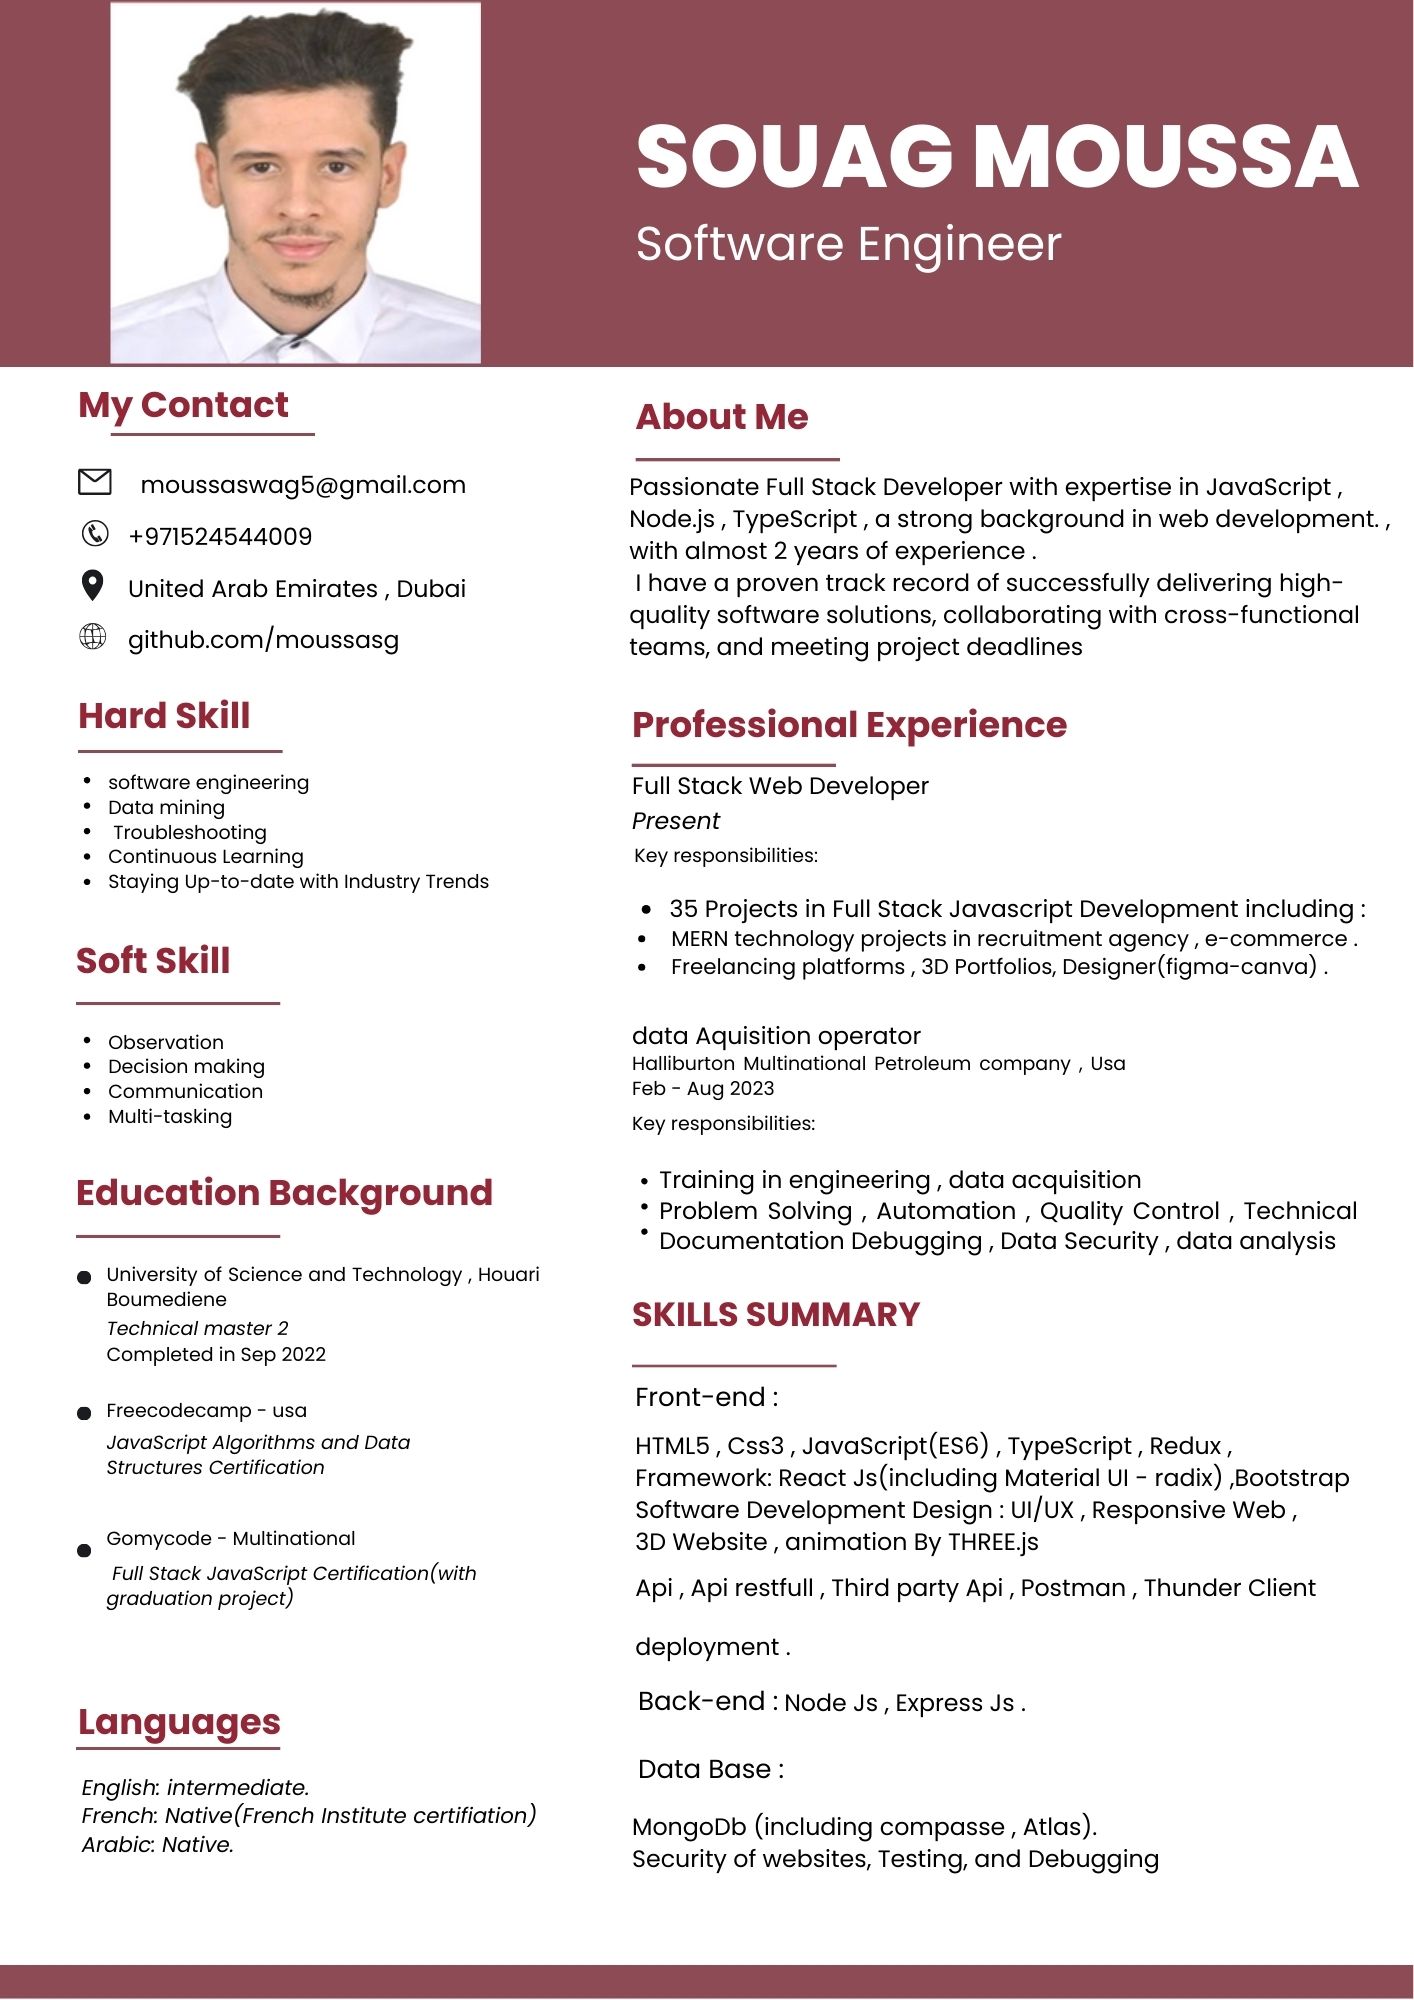 SOUAG MOUSSA
Software Engineer
My Contact
moussaswag5@gmail.com
+971524544009
United Arab Emirates , Dubai
github.com/moussasg
Hard Skill
software engineering
Data mining
Troubleshooting
Continuous Learning
Staying Up-to-date with Industry Trends
Soft Skill
Observation
Decision making
Communication
Multi-tasking
Education Background
University of Science and Technology , Houari
Boumediene
Technical master 2
Completed in Sep 2022
Freecodecamp - usa
JavaScript Algorithms and Data
Structures Certification
Gomycode - Multinational
Full Stack JavaScript Certification(with
graduation project)
Languages
English: intermediate.
French: Native(French Institute certifiation)
Arabic: Native.
About Me
Passionate Full Stack Developer with expertise in JavaScript ,
Node.js , TypeScript , a strong background in web development. ,
with almost 2 years of experience .
I have a proven track record of successfully delivering high-
quality software solutions, collaborating with cross-functional
teams, and meeting project deadlines
Professional Experience
Full Stack Web Developer
Present
Key responsibilities:
35 Projects in Full Stack Javascript Development including :
MERN technology projects in recruitment agency , e-commerce .
Freelancing platforms , 3D Portfolios, Designer(figma-canva) .
data Aquisition operator
Halliburton Multinational Petroleum company , Usa
Feb - Aug 2023
Key responsibilities:
Training in engineering , data acquisition
Problem Solving , Automation , Quality Control , Technical
Documentation Debugging , Data Security , data analysis
SKILLS SUMMARY
Front-end :
HTML5 , Css3 , JavaScript(ES6) , TypeScript , Redux ,
Framework: React Js(including Material UI - radix) ,Bootstrap
Software Development Design : UI/UX , Responsive Web ,
3D Website , animation By THREE.js
Api , Api restfull , Third party Api , Postman , Thunder Client
deployment .
Back-end : Node Js , Express Js .
Data Base :
MongoDb (including compasse , Atlas).
Security of websites, Testing, and Debugging